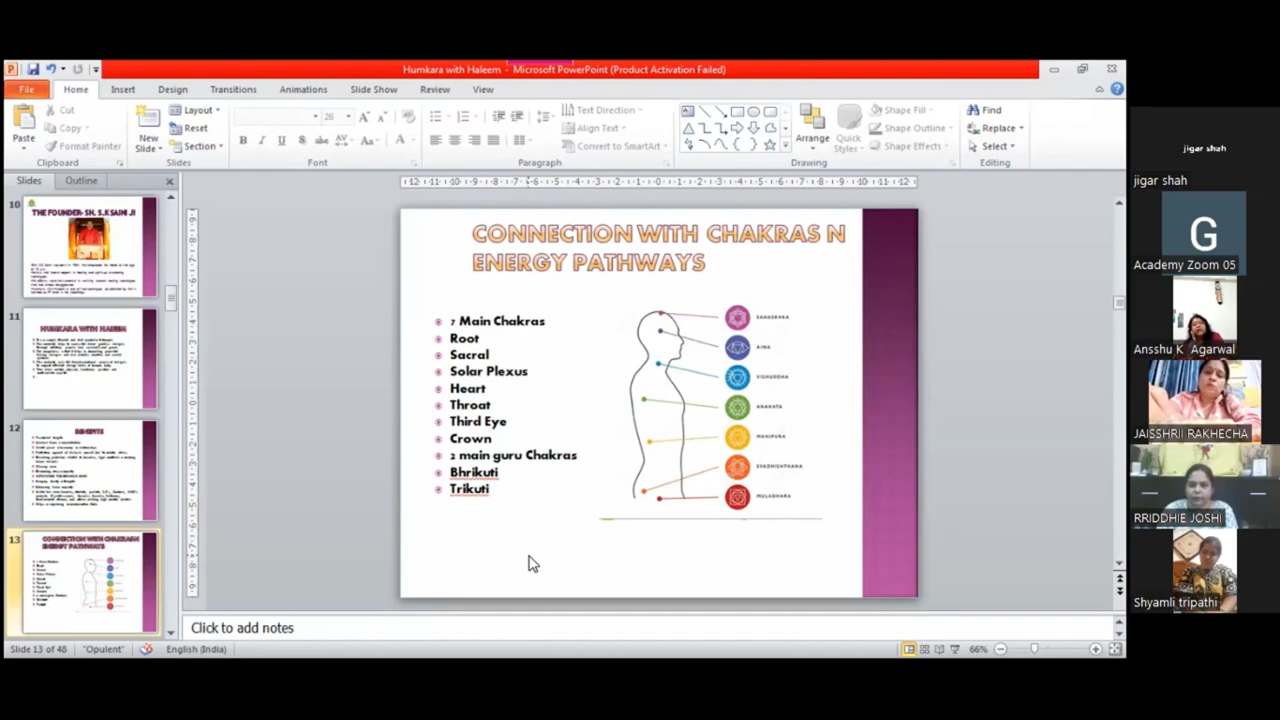 Humkara with Haleem - Microsoft PowerPoint (Product Activation Failed)
File Home Insert Design Transitions Animations Slide Show Review View
Paste
Cut
Copy
Format Painter
Clipboard
New
Slide
Layout
Reset
Section
Slides
26
Font
Paragraph
Text Direction
Align Text
Convert to SmartArt
Arrange
Quick
Styles
Shape Fill
Shape Outline
Shape Effects
Drawing
Find
Replace
Select
Editing
Slides Outline
10
THE FOUNDER- SH. S.K SAINI JI
11
HUMKARA WITH HALEEM
12
BENEFITS
13
CONNECTION WITH CHAKRAS N
ENERGY PATHWAYS
CONNECTION WITH CHAKRAS N
ENERGY PATHWAYS
7 Main Chakras
Root
Sacral
Solar Plexus
Heart
Throat
Third Eye
Crown
2 main guru Chakras
Bhrikuti
Trikuti
SAHASRARA
AJNA
VISHUDDHA
ANAHATA
MANIPURA
SVADHISHTHANA
MULADHARA
Click to add notes
Slide 13 of 48 "Opulent" English (India) 66%
jigar shah
jigar shah
G
Academy Zoom 05
Ansshu K Agarwal
JAISSHRII RAKHECHA
RRIDDHIE JOSHI
Shyamli tripathi